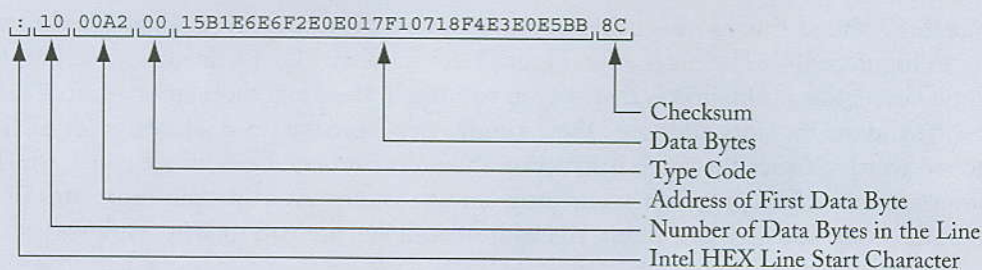 : 10 00A2 00 15B1E6E6F2E0E017F10718F4E3E0E5BB 8C
Checksum
Data Bytes
Type Code
Address of First Data Byte
Number of Data Bytes in the Line
Intel HEX Line Start Character